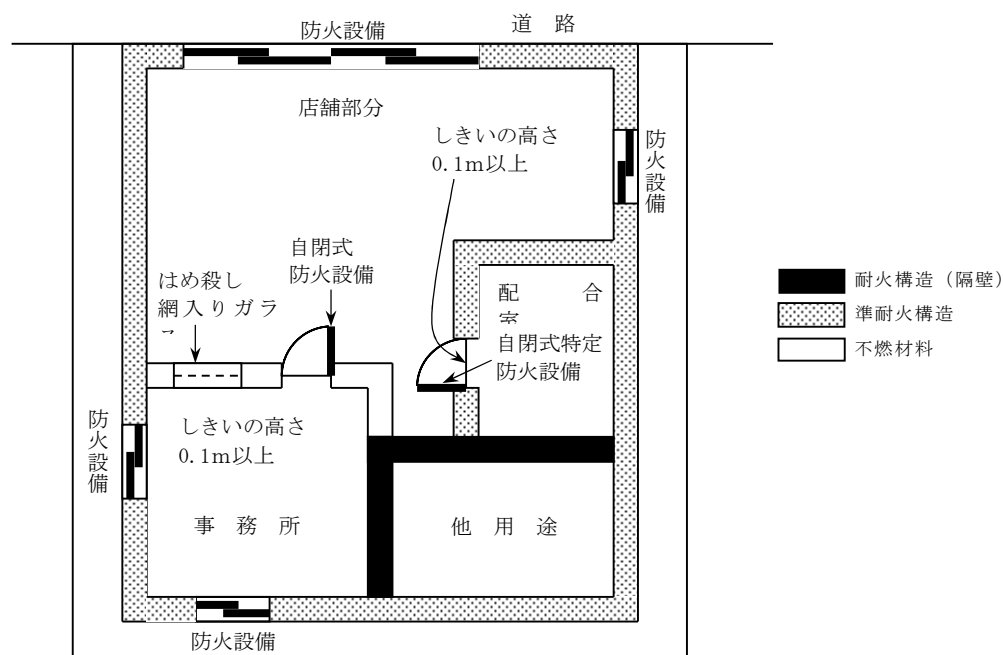 防火設備
道 路
店舗部分
しきいの高さ
0.1m以上
防火設備
自閉式
防火設備
はめ殺し
網入りガラ
配 合
自閉式特定
防火設備
耐火構造（隔壁）
準耐火構造
不燃材料
防火設備
しきいの高さ
0.1m以上
事 務 所
他 用 途
防火設備